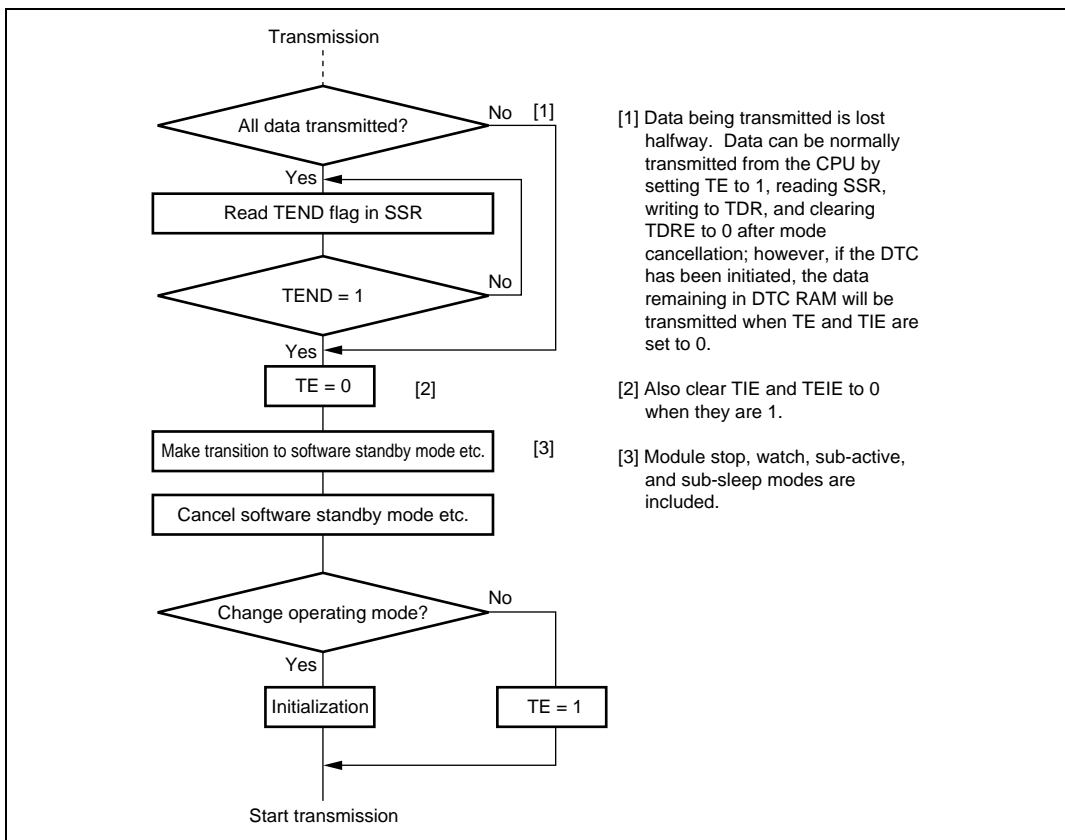 Transmission
All data transmitted?
No
[1]
Yes
Read TEND flag in SSR
TEND = 1
No
Yes
TE = 0
[2]
Make transition to software standby mode etc.
[3]
Cancel software standby mode etc.
Change operating mode?
No
Yes
Initialization
TE = 1
Start transmission
[1] Data being transmitted is lost
halfway. Data can be normally
transmitted from the CPU by
setting TE to 1, reading SSR,
writing to TDR, and clearing
TDRE to 0 after mode
cancellation; however, if the DTC
has been initiated, the data
remaining in DTC RAM will be
transmitted when TE and TIE are
set to 0.
[2] Also clear TIE and TEIE to 0
when they are 1.
[3] Module stop, watch, sub-active,
and sub-sleep modes are
included.